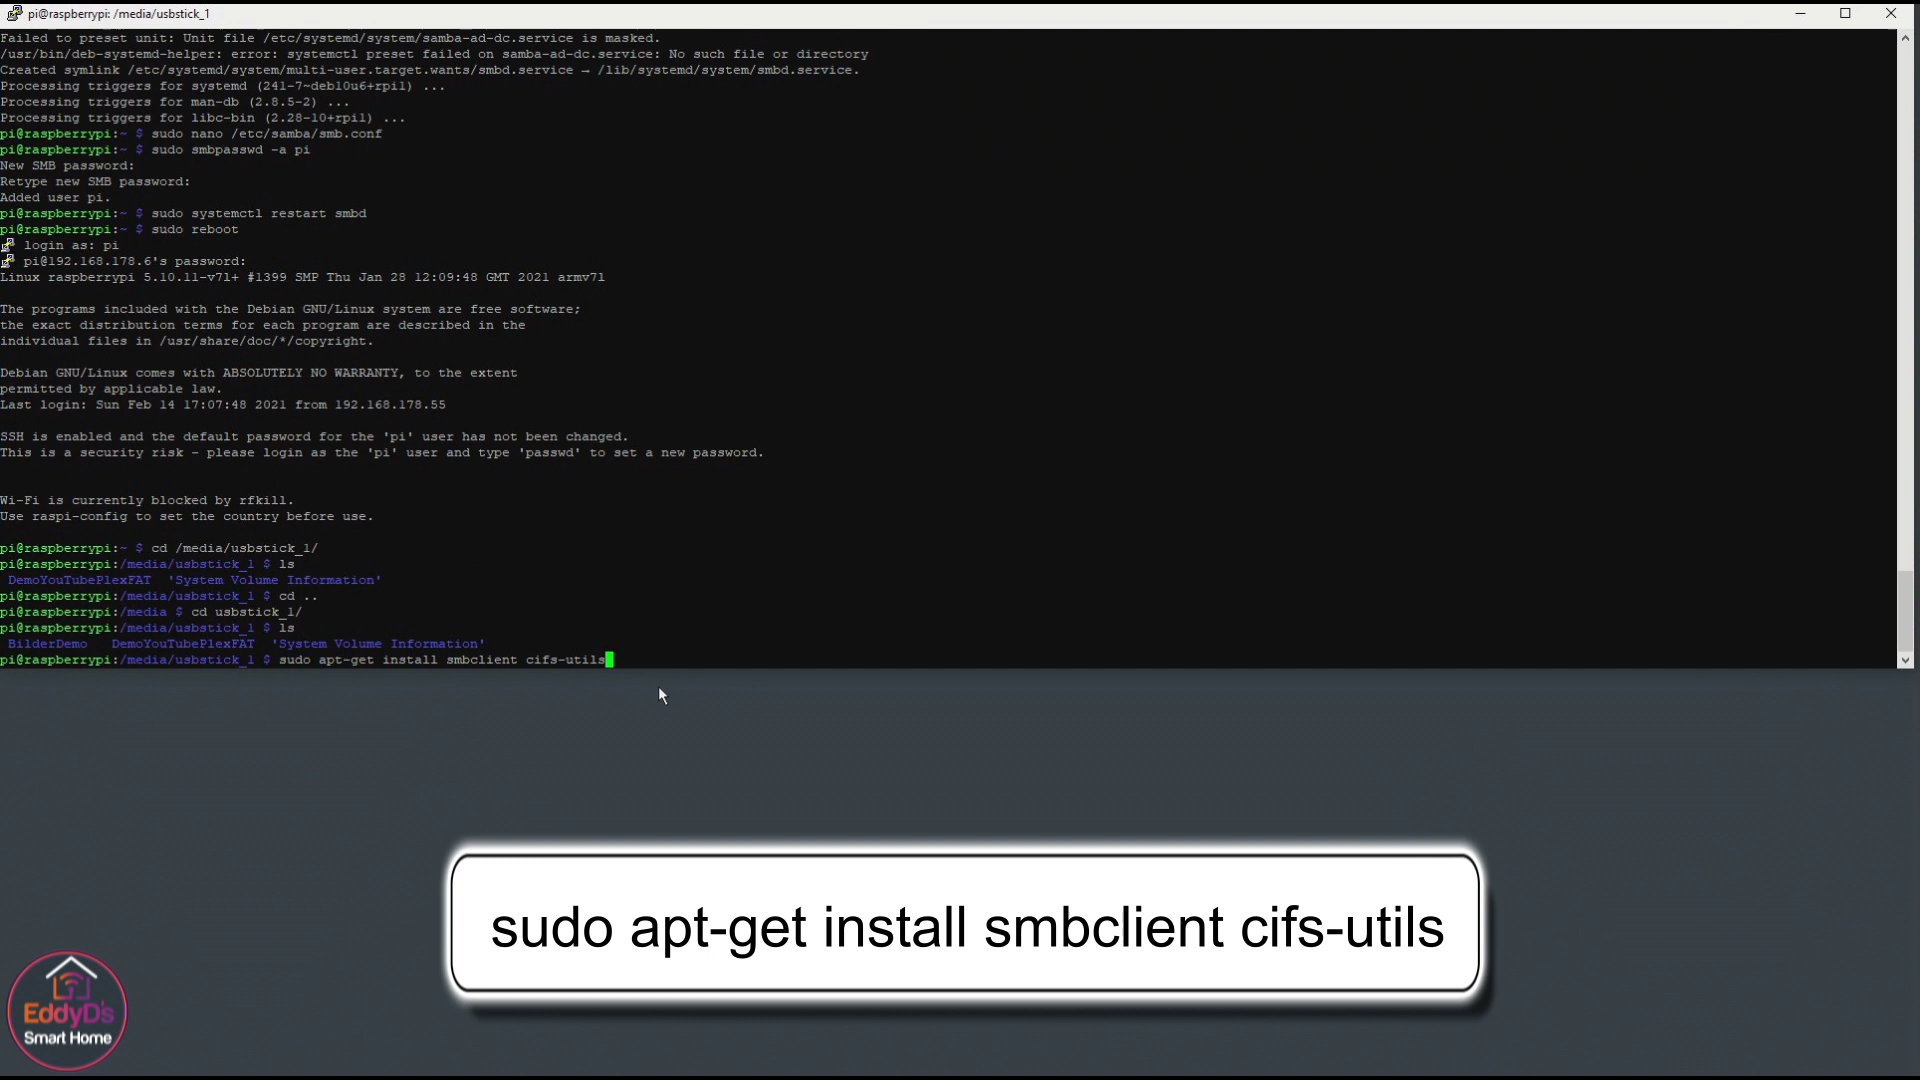 pi@raspberrypi: /media/usbstick_1
Failed to preset unit: Unit file /etc/systemd/system/samba-ad-dc.service is masked.
/usr/bin/deb-systemd-helper: error: systemctl preset failed on samba-ad-dc.service: No such file or directory
Created symlink /etc/systemd/system/multi-user.target.wants/smbd.service → /lib/systemd/system/smbd.service.
Processing triggers for systemd (241-7~deb10u6+rpi1) ...
Processing triggers for man-db (2.8.5-2) ...
Processing triggers for libc-bin (2.28-10+rpi1) ...
pi@raspberrypi:~ $ sudo nano /etc/samba/smb.conf
pi@raspberrypi:~ $ sudo smbpasswd -a pi
New SMB password:
Retype new SMB password:
Added user pi.
pi@raspberrypi:~ $ sudo systemctl restart smbd
pi@raspberrypi:~ $ sudo reboot
login as: pi
pi@192.168.178.6's password:
Linux raspberrypi 5.10.11-v7l+ #1399 SMP Thu Jan 28 12:09:48 GMT 2021 armv7l
The programs included with the Debian GNU/Linux system are free software;
the exact distribution terms for each program are described in the
individual files in /usr/share/doc/*/copyright.
Debian GNU/Linux comes with ABSOLUTELY NO WARRANTY, to the extent
permitted by applicable law.
Last login: Sun Feb 14 17:07:48 2021 from 192.168.178.55
SSH is enabled and the default password for the 'pi' user has not been changed.
This is a security risk - please login as the 'pi' user and type 'passwd' to set a new password.
Wi-Fi is currently blocked by rfkill.
Use raspi-config to set the country before use.
pi@raspberrypi:~ $ cd /media/usbstick_1/
pi@raspberrypi:/media/usbstick_1 $ ls
DemoYouTubePlexFAT  'System Volume Information'
pi@raspberrypi:/media/usbstick_1 $ cd ..
pi@raspberrypi:/media $ cd usbstick_1/
pi@raspberrypi:/media/usbstick_1 $ ls
BilderDemo   DemoYouTubePlexFAT  'System Volume Information'
pi@raspberrypi:/media/usbstick_1 $ sudo apt-get install smbclient cifs-utils
sudo apt-get install smbclient cifs-utils
EddyD's
Smart Home